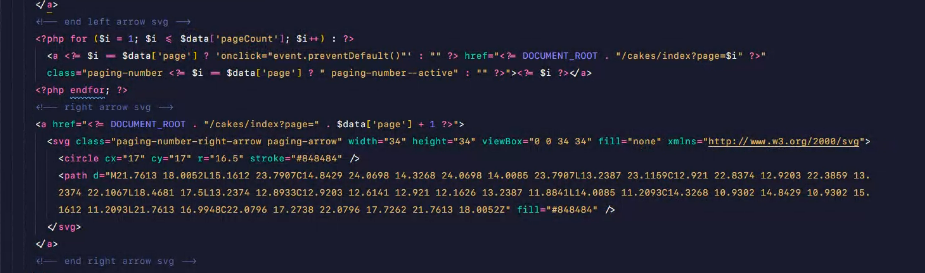 </a>
<!-- end left arrow svg -->
<?php for ($i = 1; $i <= $data['pageCount']; $i++) : ?>
<a <?= $i == $data['page'] ? 'onclick="event.preventDefault()"' : "" ?> href="<?= DOCUMENT_ROOT . "/cakes/index?page=$i" ?>"
class="paging-number <?= $i == $data['page'] ? " paging-number--active" : "" ?>"><?= $i ?></a>
<?php endfor; ?>
<!-- right arrow svg -->
<a href="<?= DOCUMENT_ROOT . "/cakes/index?page=" . $data['page'] + 1 ?>">
<svg class="paging-number-right-arrow paging-arrow" width="34" height="34" viewBox="0 0 34 34" fill="none" xmlns="http://www.w3.org/2000/svg">
<circle cx="17" cy="17" r="16.5" stroke="#848484" />
<path d="M21.7613 18.0052L15.1612 23.7907C14.8429 24.0698 14.3268 24.0698 14.0085 23.7907L13.2387 23.1159C12.921 22.8374 12.9203 22.3859 13.
2374 22.1067L18.4681 17.5L13.2374 12.8933C12.9203 12.6141 12.921 12.1626 13.2387 11.8841L14.0085 11.2093C14.3268 10.9302 14.8429 10.9302 15.
1612 11.2093L21.7613 16.9948C22.0796 17.2738 22.0796 17.7262 21.7613 18.0052Z" fill="#848484" />
</svg>
</a>
<!-- end right arrow svg -->